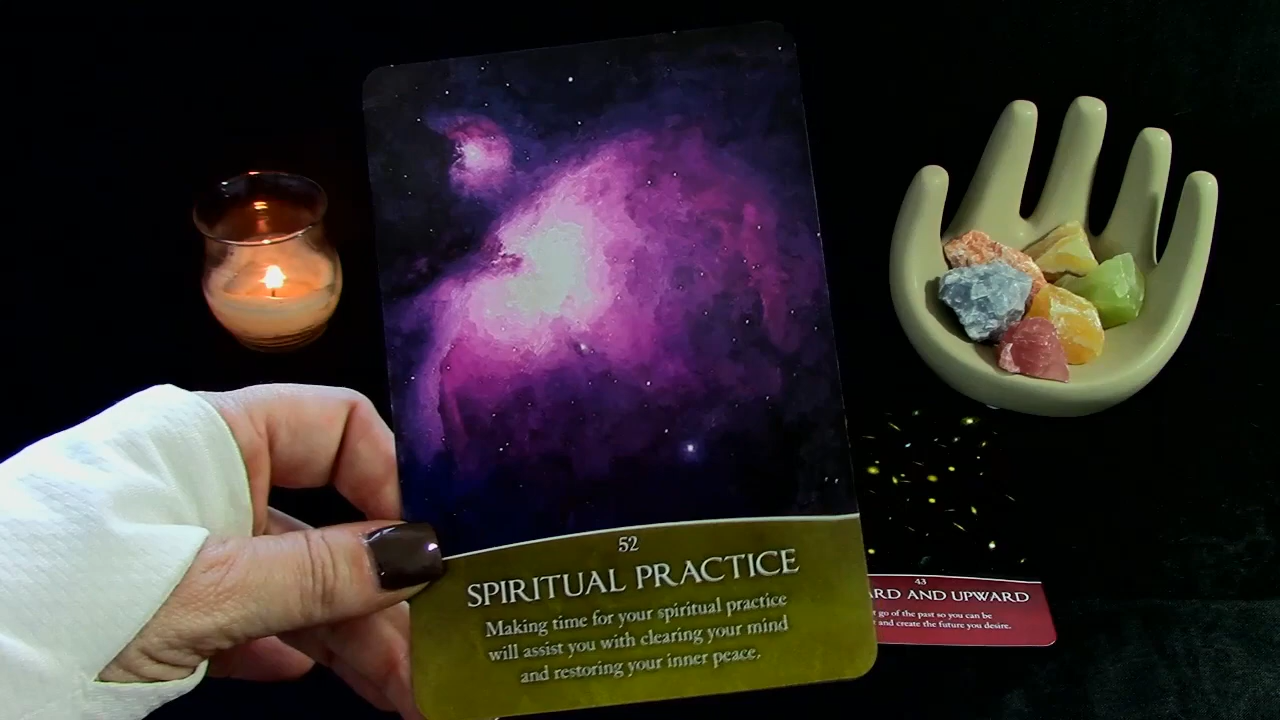 52
SPIRITUAL PRACTICE
Making time for your spiritual practice
will assist you with clearing your mind
and restoring your inner peace.
43
AND UPWARD
go of the past so you can be
and create the future you desire.